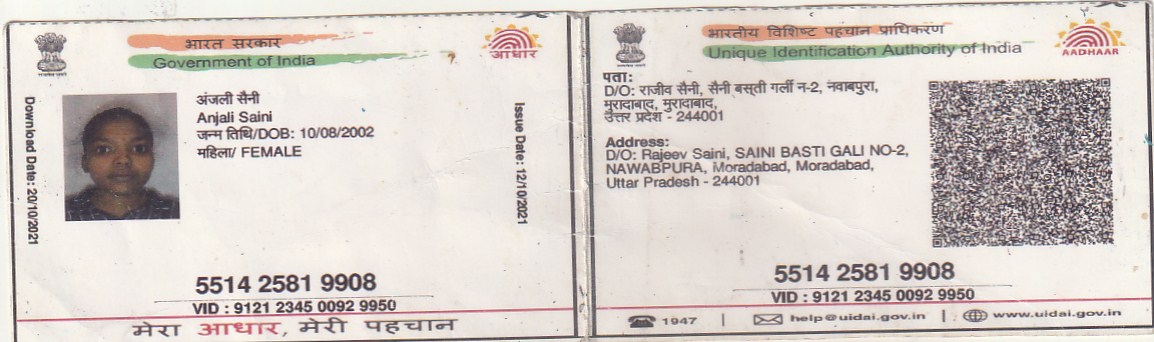 भारत सरकार
Government of India
आधार
Download Date: 20/10/2021
अंजली सैनी
Anjali Saini
जन्म तिथि/DOB: 10/08/2002
महिला/ FEMALE
Issue Date: 12/10/2021
5514 2581 9908
VID : 9121 2345 0092 9950
मेरा आधार, मेरी पहचान
भारतीय विशिष्ट पहचान प्राधिकरण
Unique Identification Authority of India
AADHAAR
पता:
D/O: राजीव सैनी, सैनी बस्ती गली न-2, नवाबपुरा,
मुरादाबाद, मुरादाबाद,
उत्तर प्रदेश - 244001
Address:
D/O: Rajeev Saini, SAINI BASTI GALI NO-2,
NAWABPURA, Moradabad, Moradabad,
Uttar Pradesh - 244001
5514 2581 9908
VID : 9121 2345 0092 9950
1947 | help@uidai.gov.in | www.uidai.gov.in